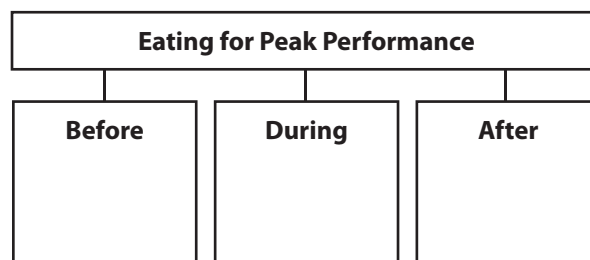 Eating for Peak Performance
Before
During
After